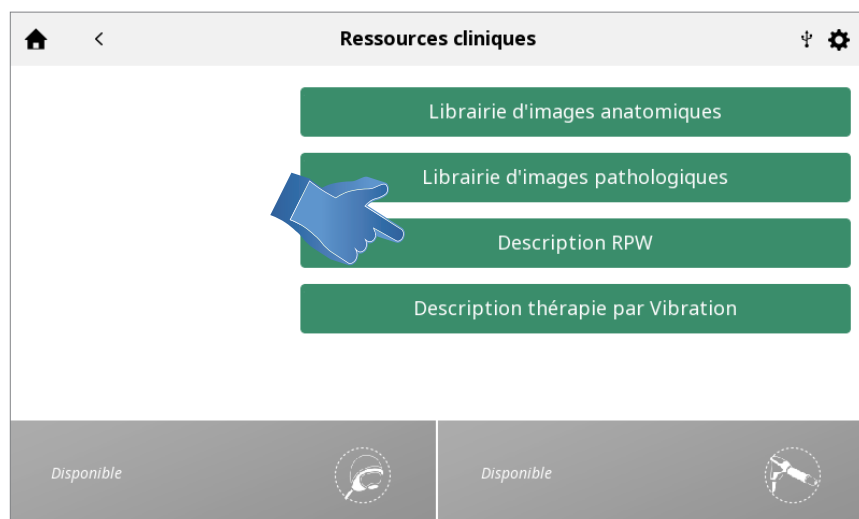 Ressources cliniques
Librairie d'images anatomiques
Librairie d'images pathologiques
Description RPW
Description thérapie par Vibration
Disponible
Disponible